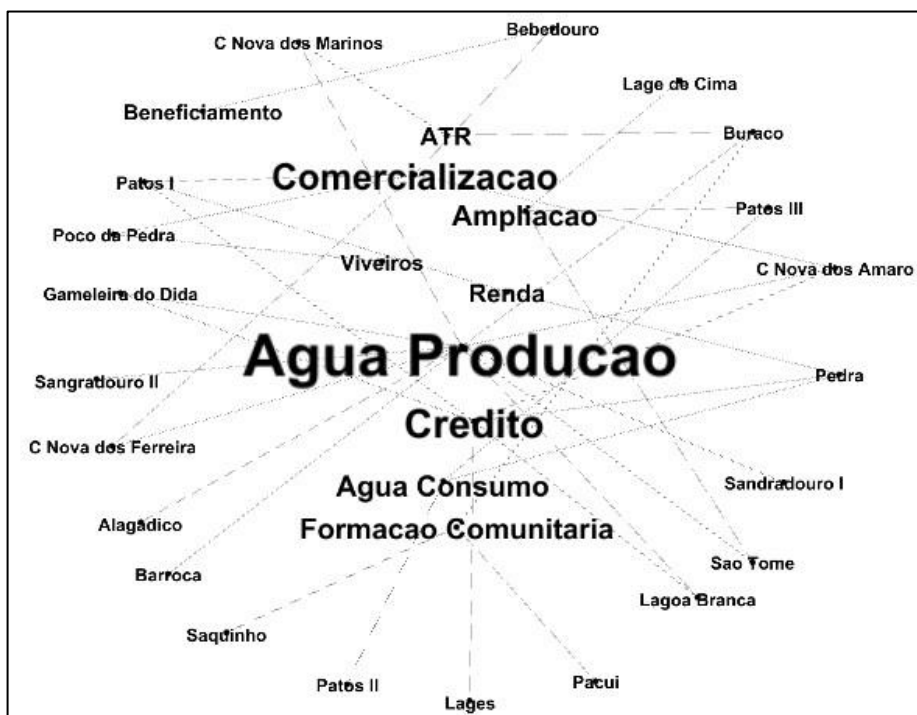 Bebedouro
C Nova dos Marinos
Lage de Cima
Beneficiamento
ATR
Buraco
Comercializacao
Patos I
Ampliacao
Patos III
Poco da Pedra
Viveiros
C Nova dos Amaro
Gameleira do Dida
Renda
Agua Producao
Sangradouro II
Pedra
Credito
C Nova dos Ferreira
Agua Consumo
Sandradouro I
Alagadico
Formacao Comunitaria
Sao Tome
Barroca
Lagoa Branca
Saquinho
Patos II
Pacui
Lages